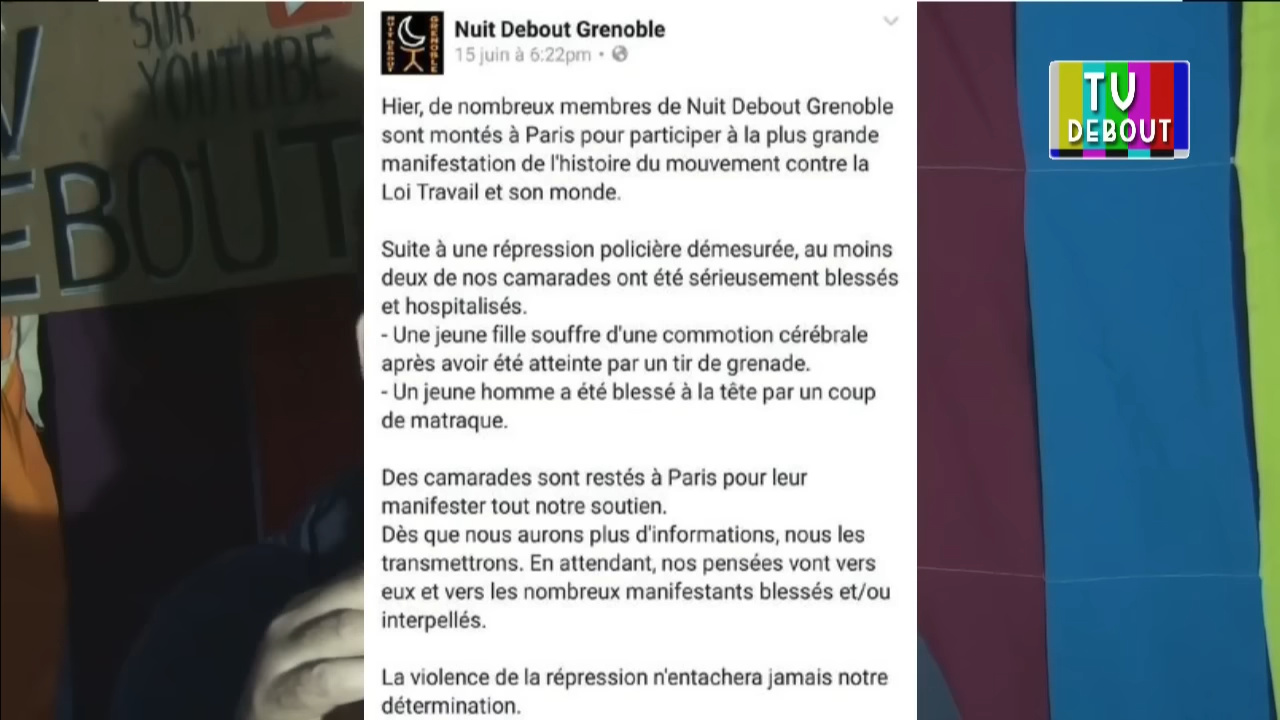 SUR
YOUTUBE
V
EBOUT
NUIT DEBOUT
GRENOBLE
Nuit Debout Grenoble
15 juin à 6:22pm •
TV
DEBOUT
Hier, de nombreux membres de Nuit Debout Grenoble
sont montés à Paris pour participer à la plus grande
manifestation de l'histoire du mouvement contre la
Loi Travail et son monde.
Suite à une répression policière démesurée, au moins
deux de nos camarades ont été sérieusement blessés
et hospitalisés.
- Une jeune fille souffre d'une commotion cérébrale
après avoir été atteinte par un tir de grenade.
- Un jeune homme a été blessé à la tête par un coup
de matraque.
Des camarades sont restés à Paris pour leur
manifester tout notre soutien.
Dès que nous aurons plus d'informations, nous les
transmettrons. En attendant, nos pensées vont vers
eux et vers les nombreux manifestants blessés et/ou
interpellés.
La violence de la répression n'entachera jamais notre
détermination.